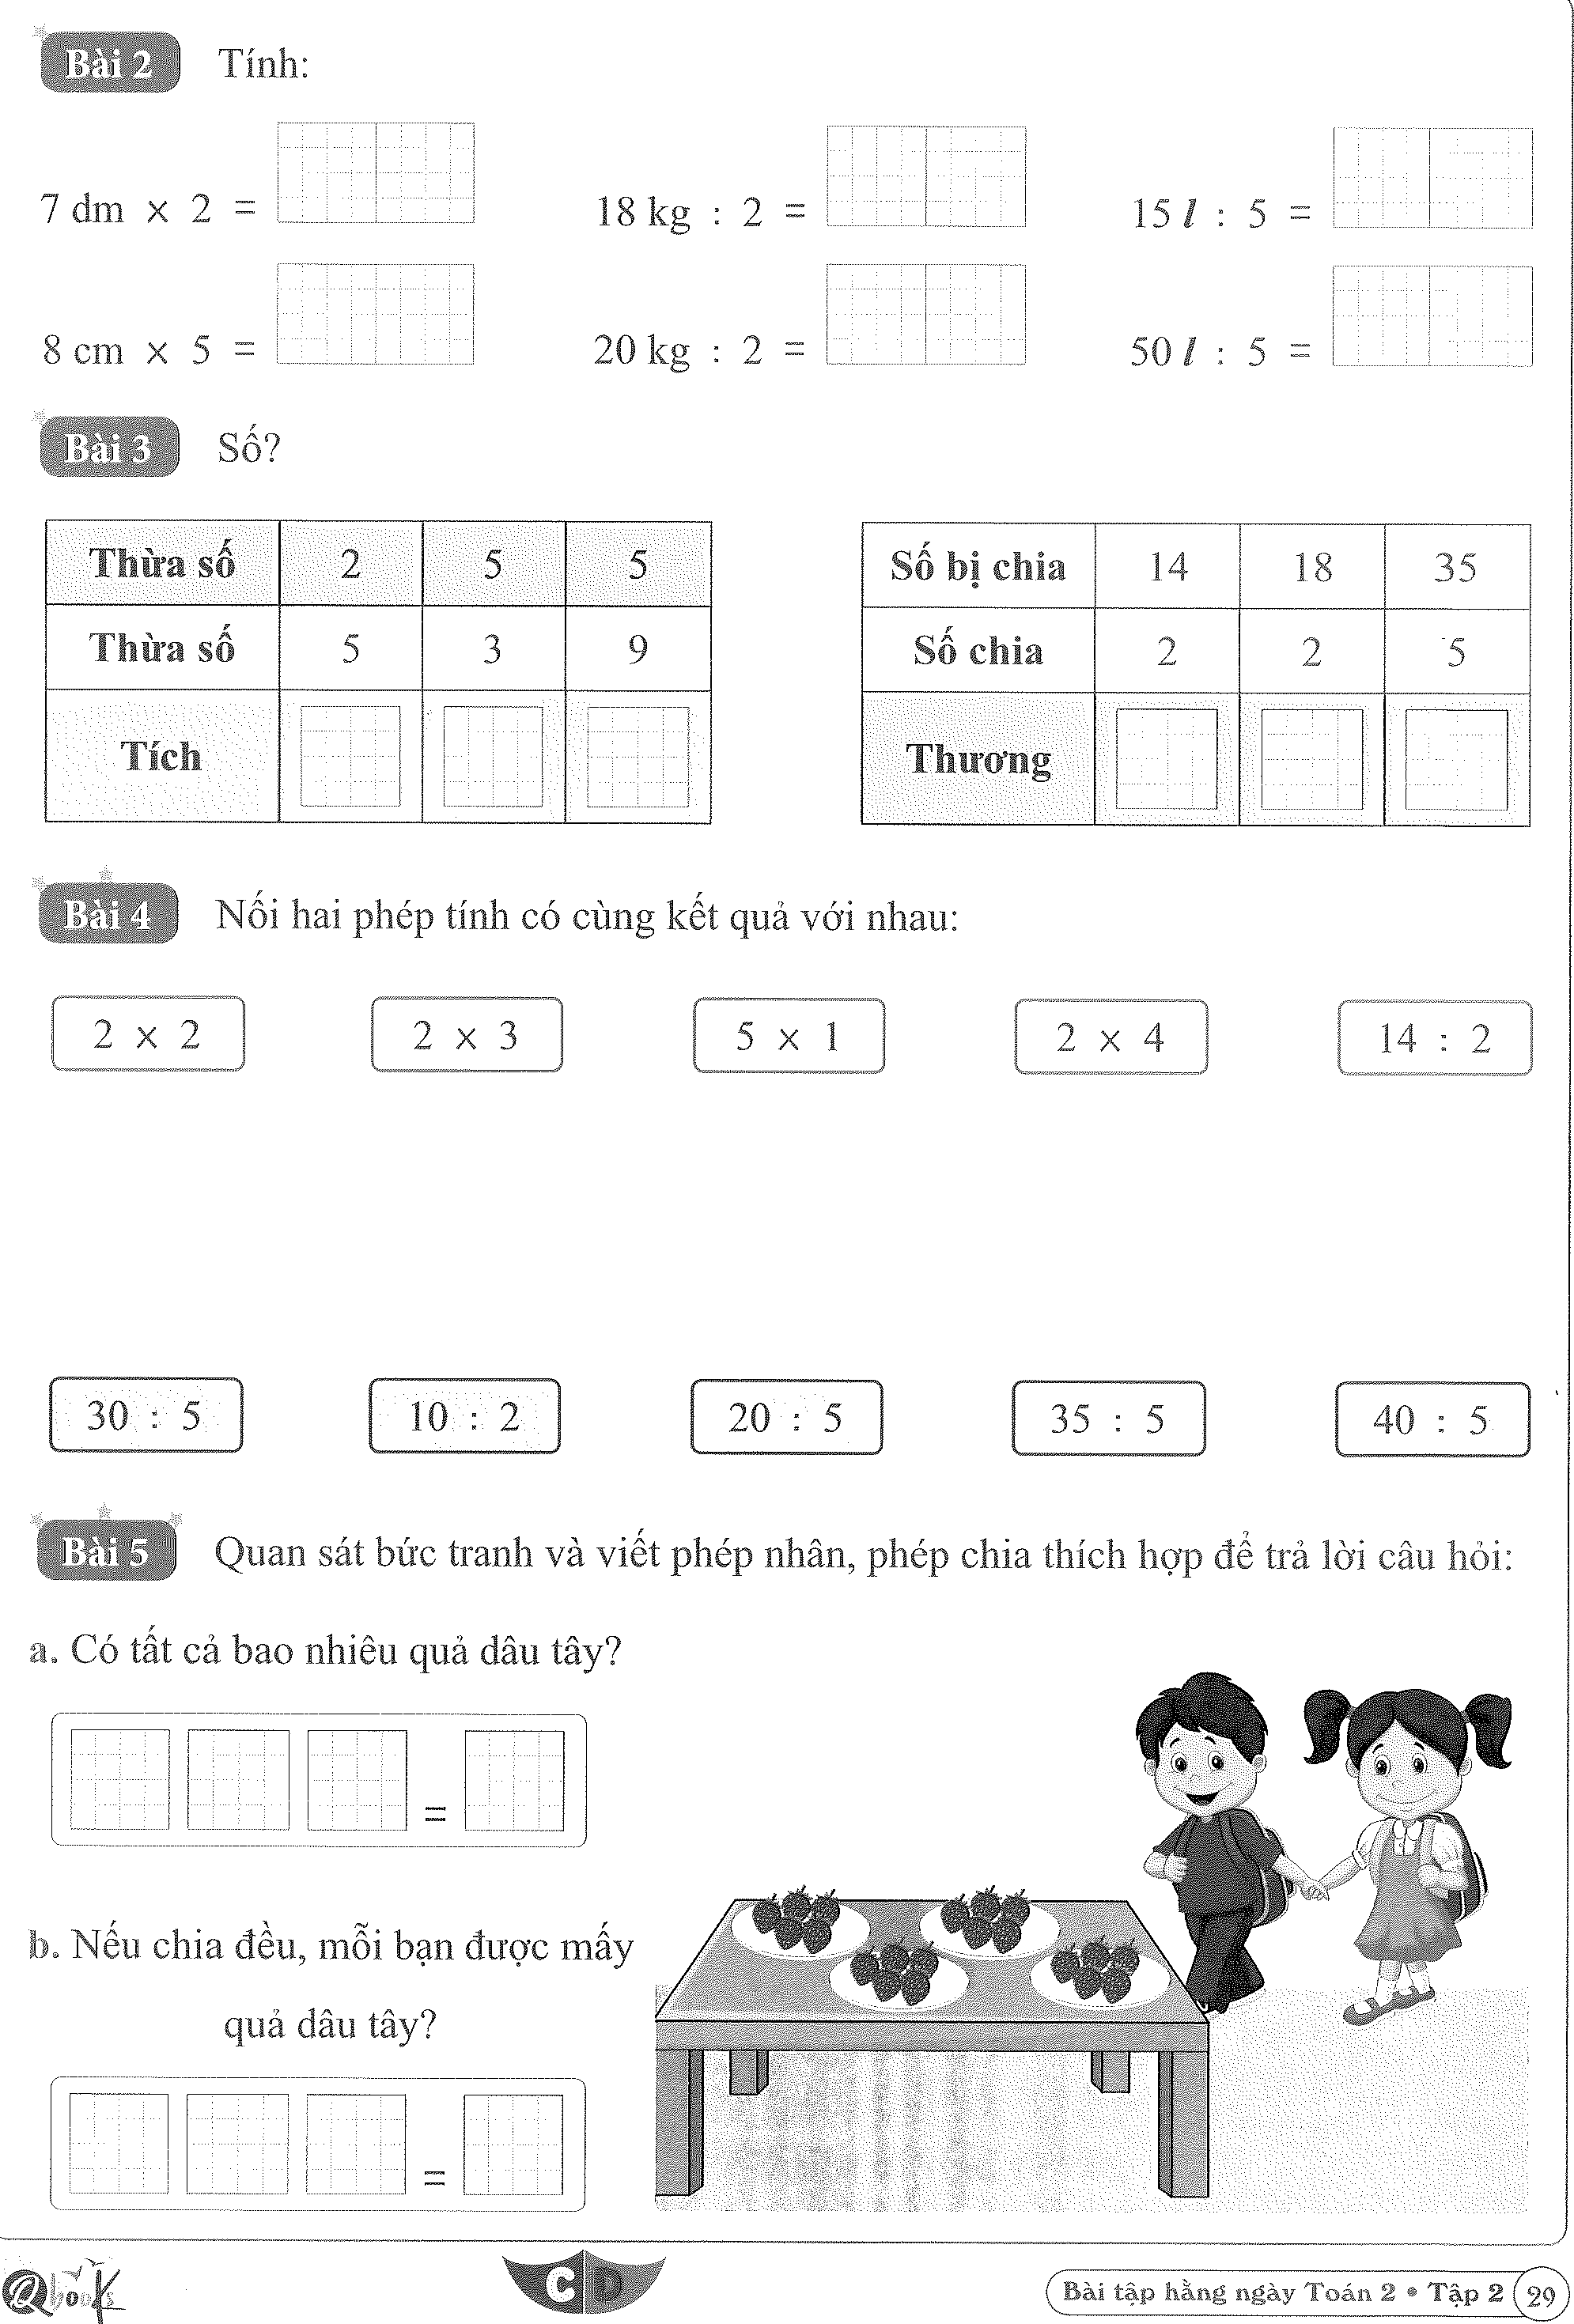 Bài 2 Tính:
7 dm × 2 = 18 kg : 2 = 15 l : 5 =
8 cm × 5 = 20 kg : 2 = 50 l : 5 =
Bài 3 Số?
Thừa số 2 5 5
Thừa số 5 3 9
Tích
Số bị chia 14 18 35
Số chia 2 2 5
Thương
Bài 4 Nối hai phép tính có cùng kết quả với nhau:
2 × 2 2 × 3 5 × 1 2 × 4 14 : 2
30 : 5 10 : 2 20 : 5 35 : 5 40 : 5
Bài 5 Quan sát bức tranh và viết phép nhân, phép chia thích hợp để trả lời câu hỏi:
a. Có tất cả bao nhiêu quả dâu tây?
=
b. Nếu chia đều, mỗi bạn được mấy
quả dâu tây?
=
Qbooks
C D
Bài tập hằng ngày Toán 2 • Tập 2 29